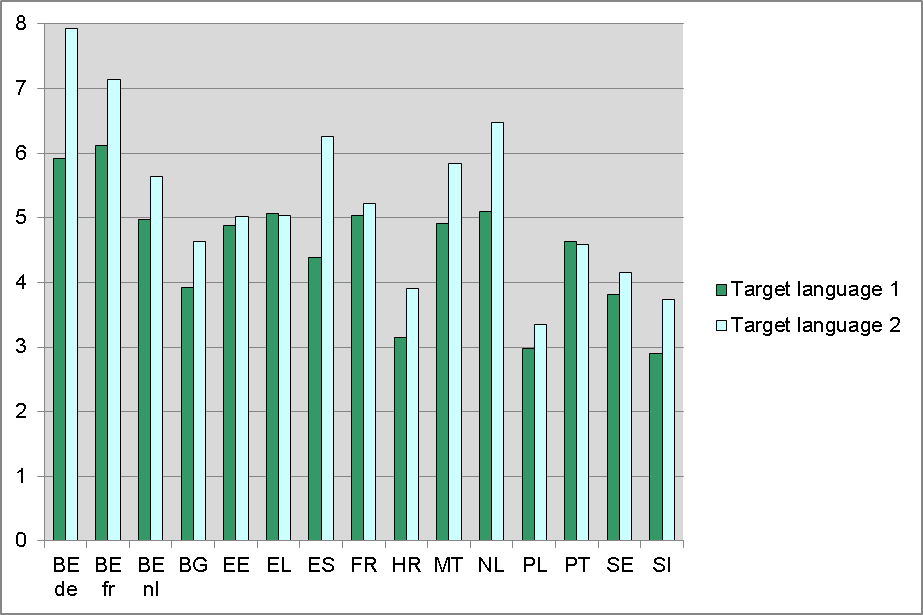 8
7
6
5
4
3
2
1
0
BE de
BE fr
BE nl
BG
EE
EL
ES
FR
HR
MT
NL
PL
PT
SE
SI
Target language 1
Target language 2